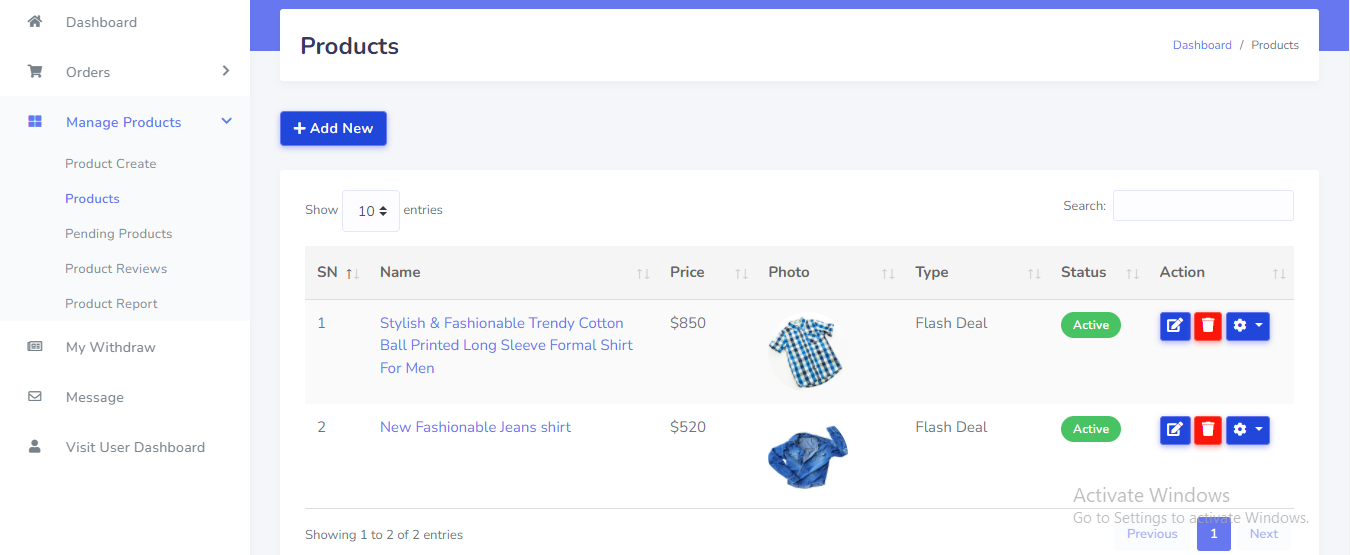 Dashboard
Orders
Manage Products
Product Create
Products
Pending Products
Product Reviews
Product Report
My Withdraw
Message
Visit User Dashboard
Products
Dashboard / Products
Add New
Show 10 entries
Search:
SN Name Price Photo Type Status Action
1 Stylish & Fashionable Trendy Cotton $850 Flash Deal Active
Ball Printed Long Sleeve Formal Shirt
For Men
2 New Fashionable Jeans shirt $520 Flash Deal Active
Activate Windows
Go to Settings to activate Windows.
Showing 1 to 2 of 2 entries
Previous 1 Next